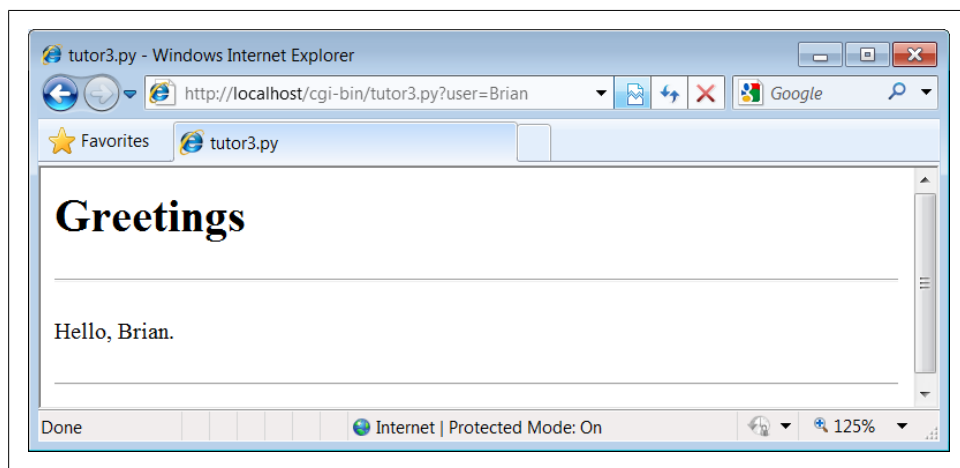 tutor3.py - Windows Internet Explorer
http://localhost/cgi-bin/tutor3.py?user=Brian
Google
Favorites
tutor3.py
Greetings
Hello, Brian.
Done
Internet | Protected Mode: On
125%